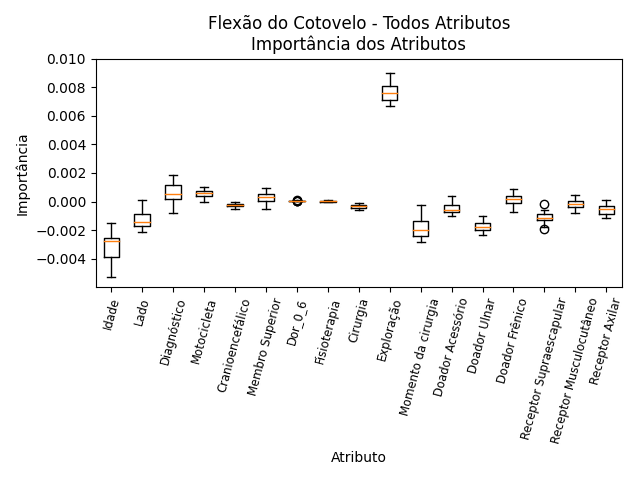 Flexão do Cotovelo - Todos Atributos
Importância dos Atributos
Importância
0.010
0.008
0.006
0.004
0.002
0.000
−0.002
−0.004
Idade
Lado
Diagnóstico
Motocicleta
Cranioencefálico
Membro Superior
Dor_0_6
Fisioterapia
Cirurgia
Exploração
Momento da cirurgia
Doador Acessório
Doador Ulnar
Doador Frênico
Receptor Supraescapular
Receptor Musculocutâneo
Receptor Axilar
Atributo